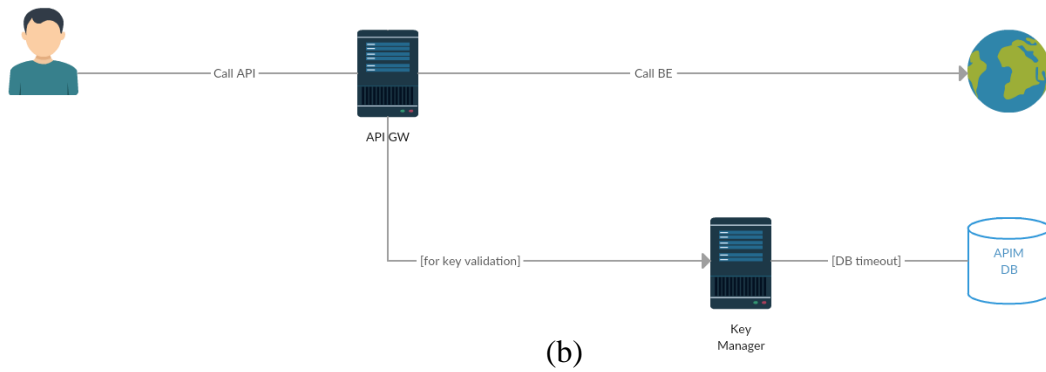 Call API
Call BE
API GW
[for key validation]
[DB timeout]
APIM
DB
Key
Manager
(b)